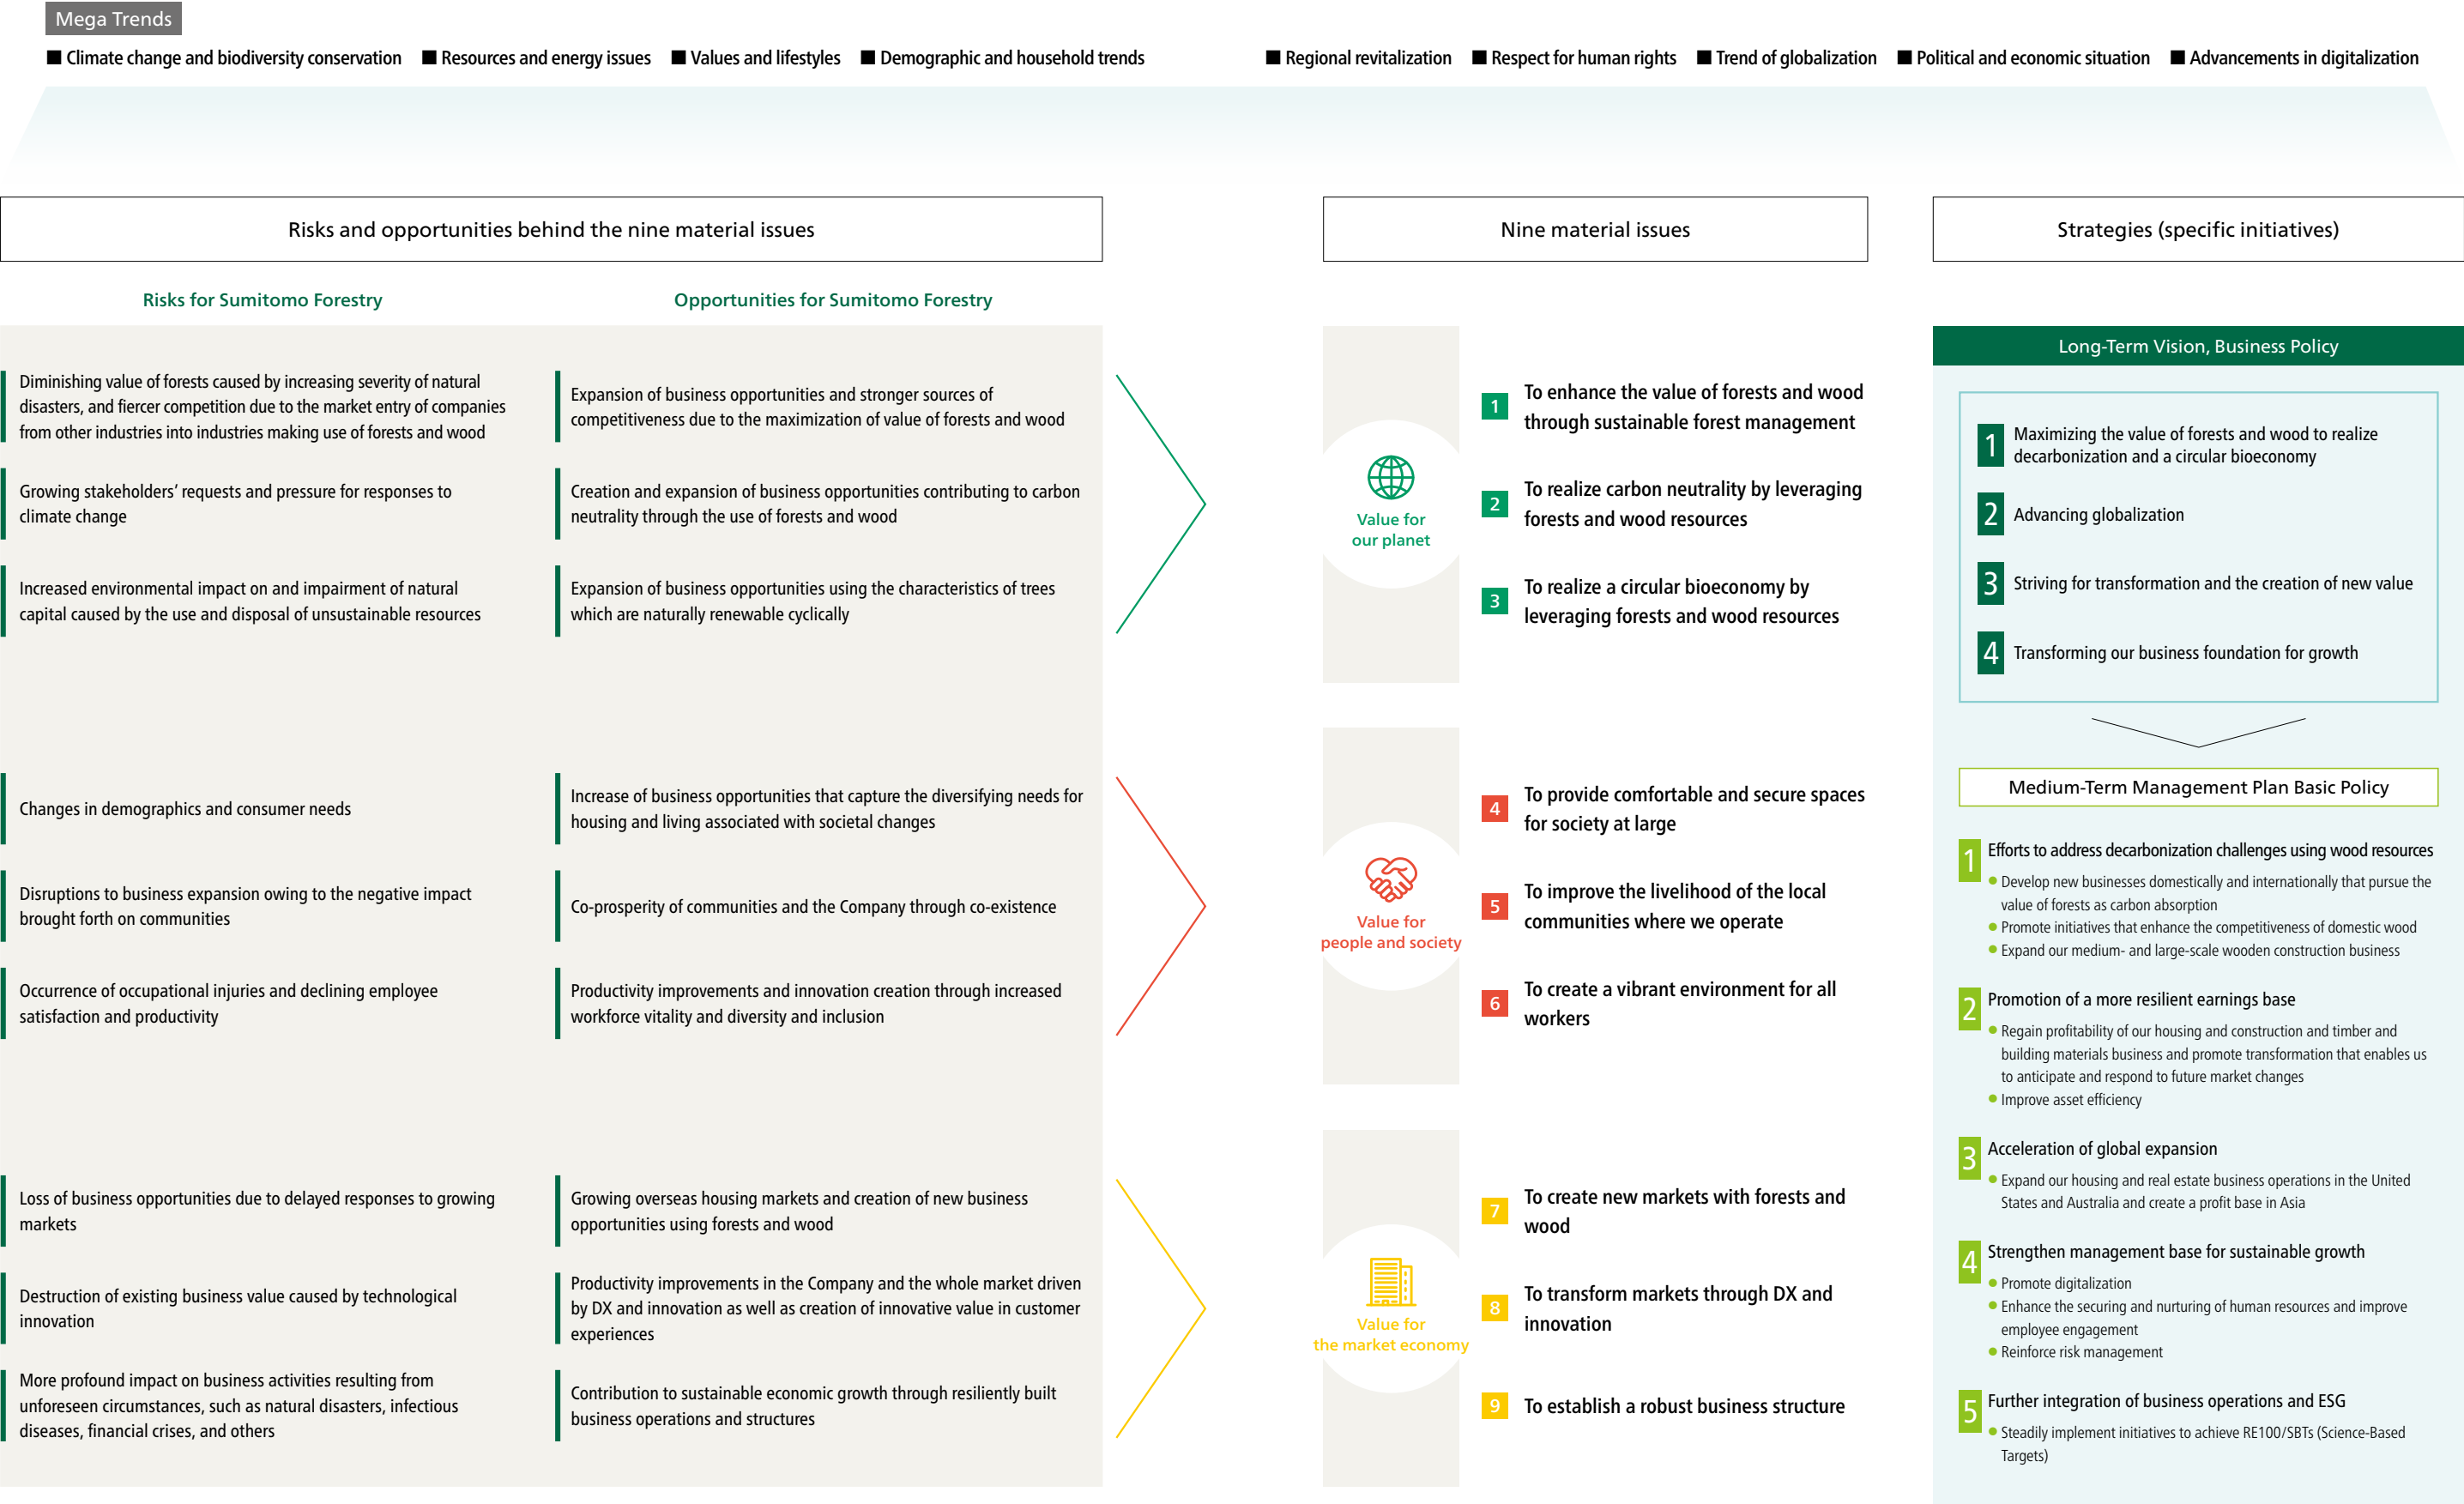 Mega Trends
■ Climate change and biodiversity conservation ■ Resources and energy issues ■ Values and lifestyles ■ Demographic and household trends ■ Regional revitalization ■ Respect for human rights ■ Trend of globalization ■ Political and economic situation ■ Advancements in digitalization
Risks and opportunities behind the nine material issues
Risks for Sumitomo Forestry
Opportunities for Sumitomo Forestry
Diminishing value of forests caused by increasing severity of natural
disasters, and fiercer competition due to the market entry of companies
from other industries into industries making use of forests and wood
Expansion of business opportunities and stronger sources of
competitiveness due to the maximization of value of forests and wood
Growing stakeholders’ requests and pressure for responses to
climate change
Creation and expansion of business opportunities contributing to carbon
neutrality through the use of forests and wood
Increased environmental impact on and impairment of natural
capital caused by the use and disposal of unsustainable resources
Expansion of business opportunities using the characteristics of trees
which are naturally renewable cyclically
Changes in demographics and consumer needs
Increase of business opportunities that capture the diversifying needs for
housing and living associated with societal changes
Disruptions to business expansion owing to the negative impact
brought forth on communities
Co-prosperity of communities and the Company through co-existence
Occurrence of occupational injuries and declining employee
satisfaction and productivity
Productivity improvements and innovation creation through increased
workforce vitality and diversity and inclusion
Loss of business opportunities due to delayed responses to growing
markets
Growing overseas housing markets and creation of new business
opportunities using forests and wood
Destruction of existing business value caused by technological
innovation
Productivity improvements in the Company and the whole market driven
by DX and innovation as well as creation of innovative value in customer
experiences
More profound impact on business activities resulting from
unforeseen circumstances, such as natural disasters, infectious
diseases, financial crises, and others
Contribution to sustainable economic growth through resiliently built
business operations and structures
Nine material issues
Value for
our planet
1 To enhance the value of forests and wood
through sustainable forest management
2 To realize carbon neutrality by leveraging
forests and wood resources
3 To realize a circular bioeconomy by
leveraging forests and wood resources
Value for
people and society
4 To provide comfortable and secure spaces
for society at large
5 To improve the livelihood of the local
communities where we operate
6 To create a vibrant environment for all
workers
Value for
the market economy
7 To create new markets with forests and
wood
8 To transform markets through DX and
innovation
9 To establish a robust business structure
Strategies (specific initiatives)
Long-Term Vision, Business Policy
1 Maximizing the value of forests and wood to realize
decarbonization and a circular bioeconomy
2 Advancing globalization
3 Striving for transformation and the creation of new value
4 Transforming our business foundation for growth
Medium-Term Management Plan Basic Policy
1 Efforts to address decarbonization challenges using wood resources
● Develop new businesses domestically and internationally that pursue the
value of forests as carbon absorption
● Promote initiatives that enhance the competitiveness of domestic wood
● Expand our medium- and large-scale wooden construction business
2 Promotion of a more resilient earnings base
● Regain profitability of our housing and construction and timber and
building materials business and promote transformation that enables us
to anticipate and respond to future market changes
● Improve asset efficiency
3 Acceleration of global expansion
● Expand our housing and real estate business operations in the United
States and Australia and create a profit base in Asia
4 Strengthen management base for sustainable growth
● Promote digitalization
● Enhance the securing and nurturing of human resources and improve
employee engagement
● Reinforce risk management
5 Further integration of business operations and ESG
● Steadily implement initiatives to achieve RE100/SBTs (Science-Based
Targets)